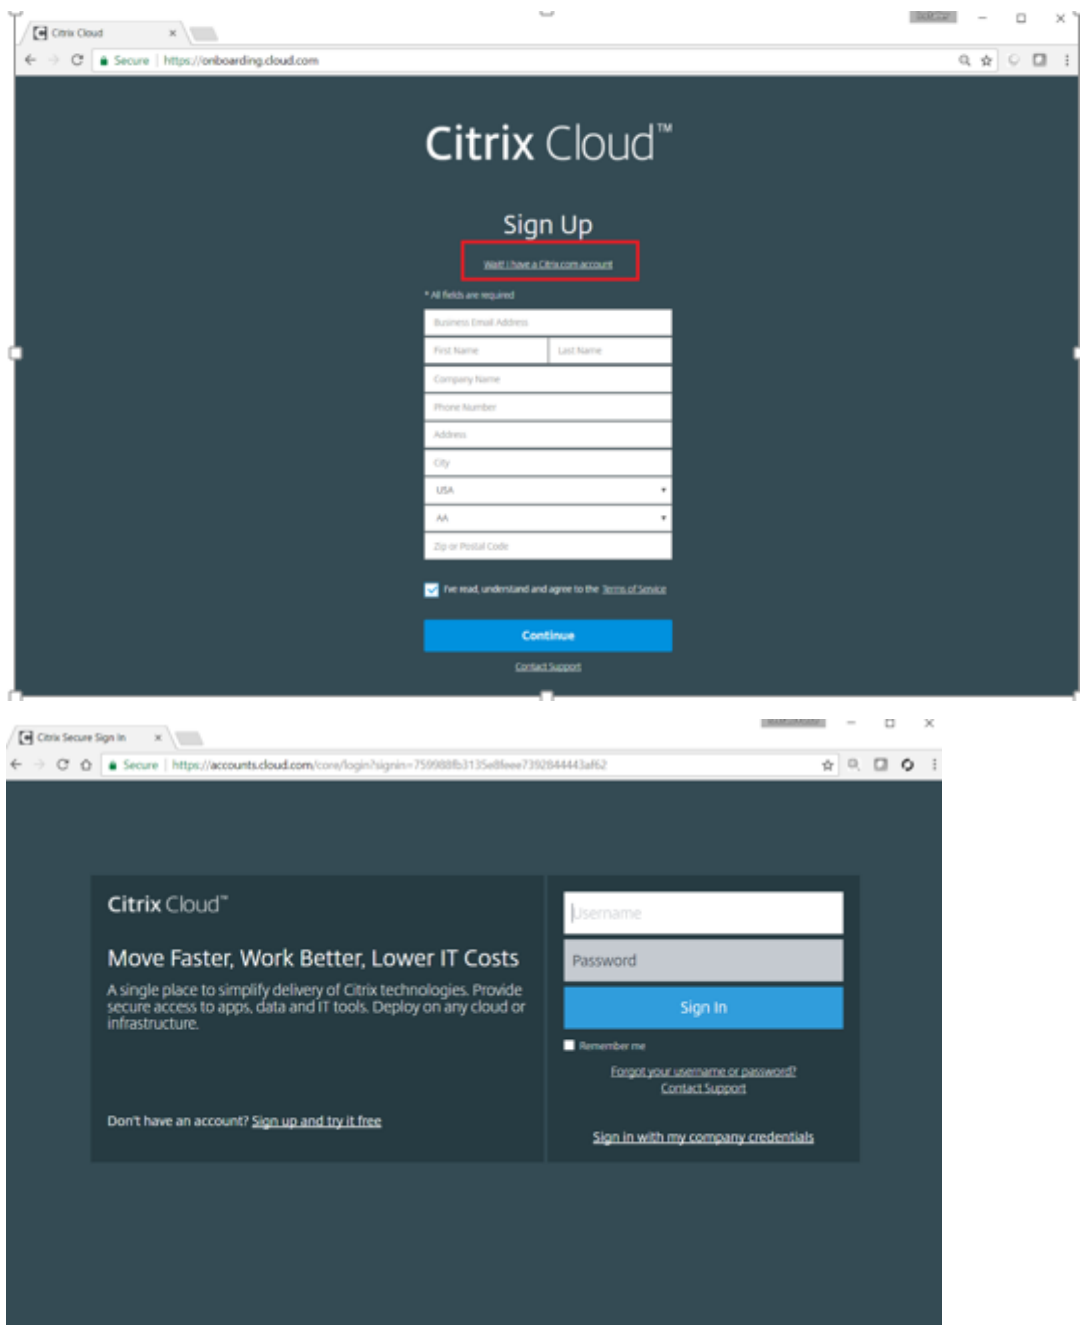 Citrix Cloud
Secure | https://onboarding.cloud.com
Citrix Cloud™
Sign Up
Wait! I have a Citrix.com account
* All fields are required
Business Email Address
First Name Last Name
Company Name
Phone Number
Address
City
USA
AA
Zip or Postal Code
I've read, understand and agree to the Terms of Service
Continue
Contact Support
Citrix Secure Sign In
Secure | https://accounts.cloud.com/core/login?signin=759988fb3135e8feee7392844443af62
Citrix Cloud™
Move Faster, Work Better, Lower IT Costs
A single place to simplify delivery of Citrix technologies. Provide
secure access to apps, data and IT tools. Deploy on any cloud or
infrastructure.
Don't have an account? Sign up and try it free
Username
Password
Sign In
Remember me
Forgot your username or password?
Contact Support
Sign in with my company credentials